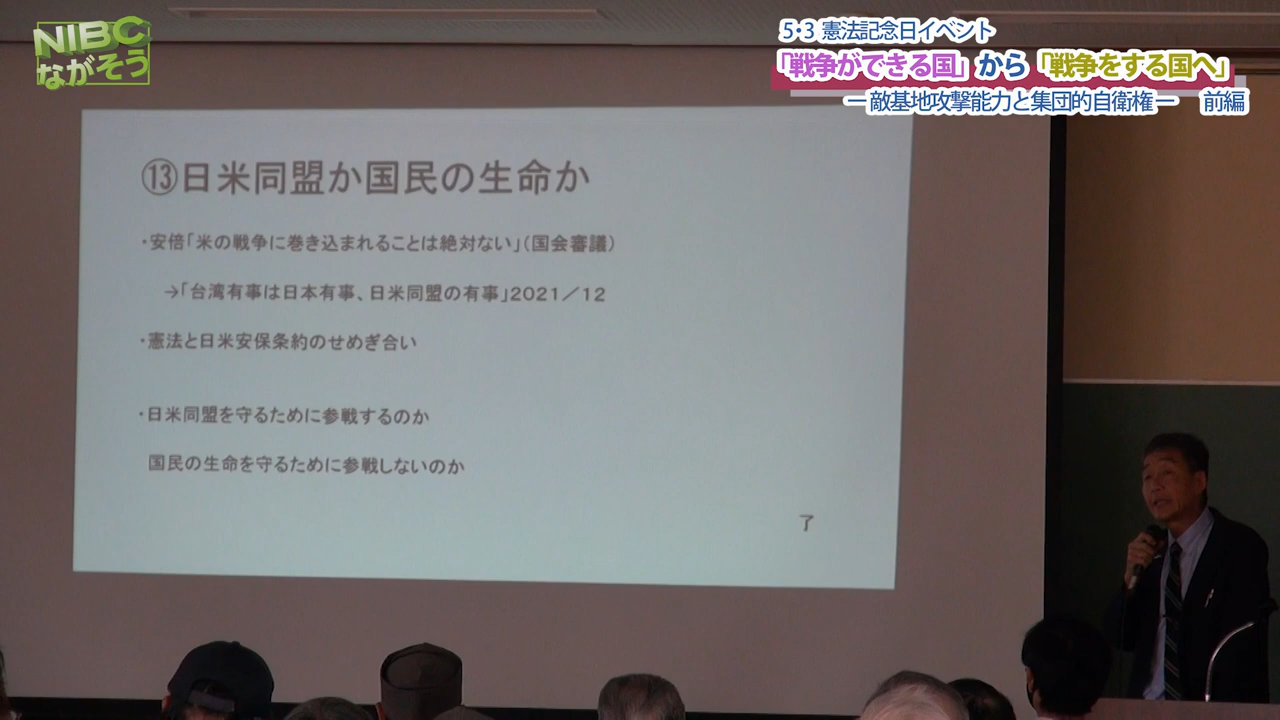 NIBC
ながそう
5・3 憲法記念日イベント
「戦争ができる国」から「戦争をする国へ」
ー敵基地攻撃能力と集団的自衛権ー　前編
⑬日米同盟か国民の生命か
・安倍「米の戦争に巻き込まれることは絶対ない」（国会審議）
→「台湾有事は日本有事、日米同盟の有事」2021／12
・憲法と日米安保条約のせめぎ合い
・日米同盟を守るために参戦するのか
国民の生命を守るために参戦しないのか
了